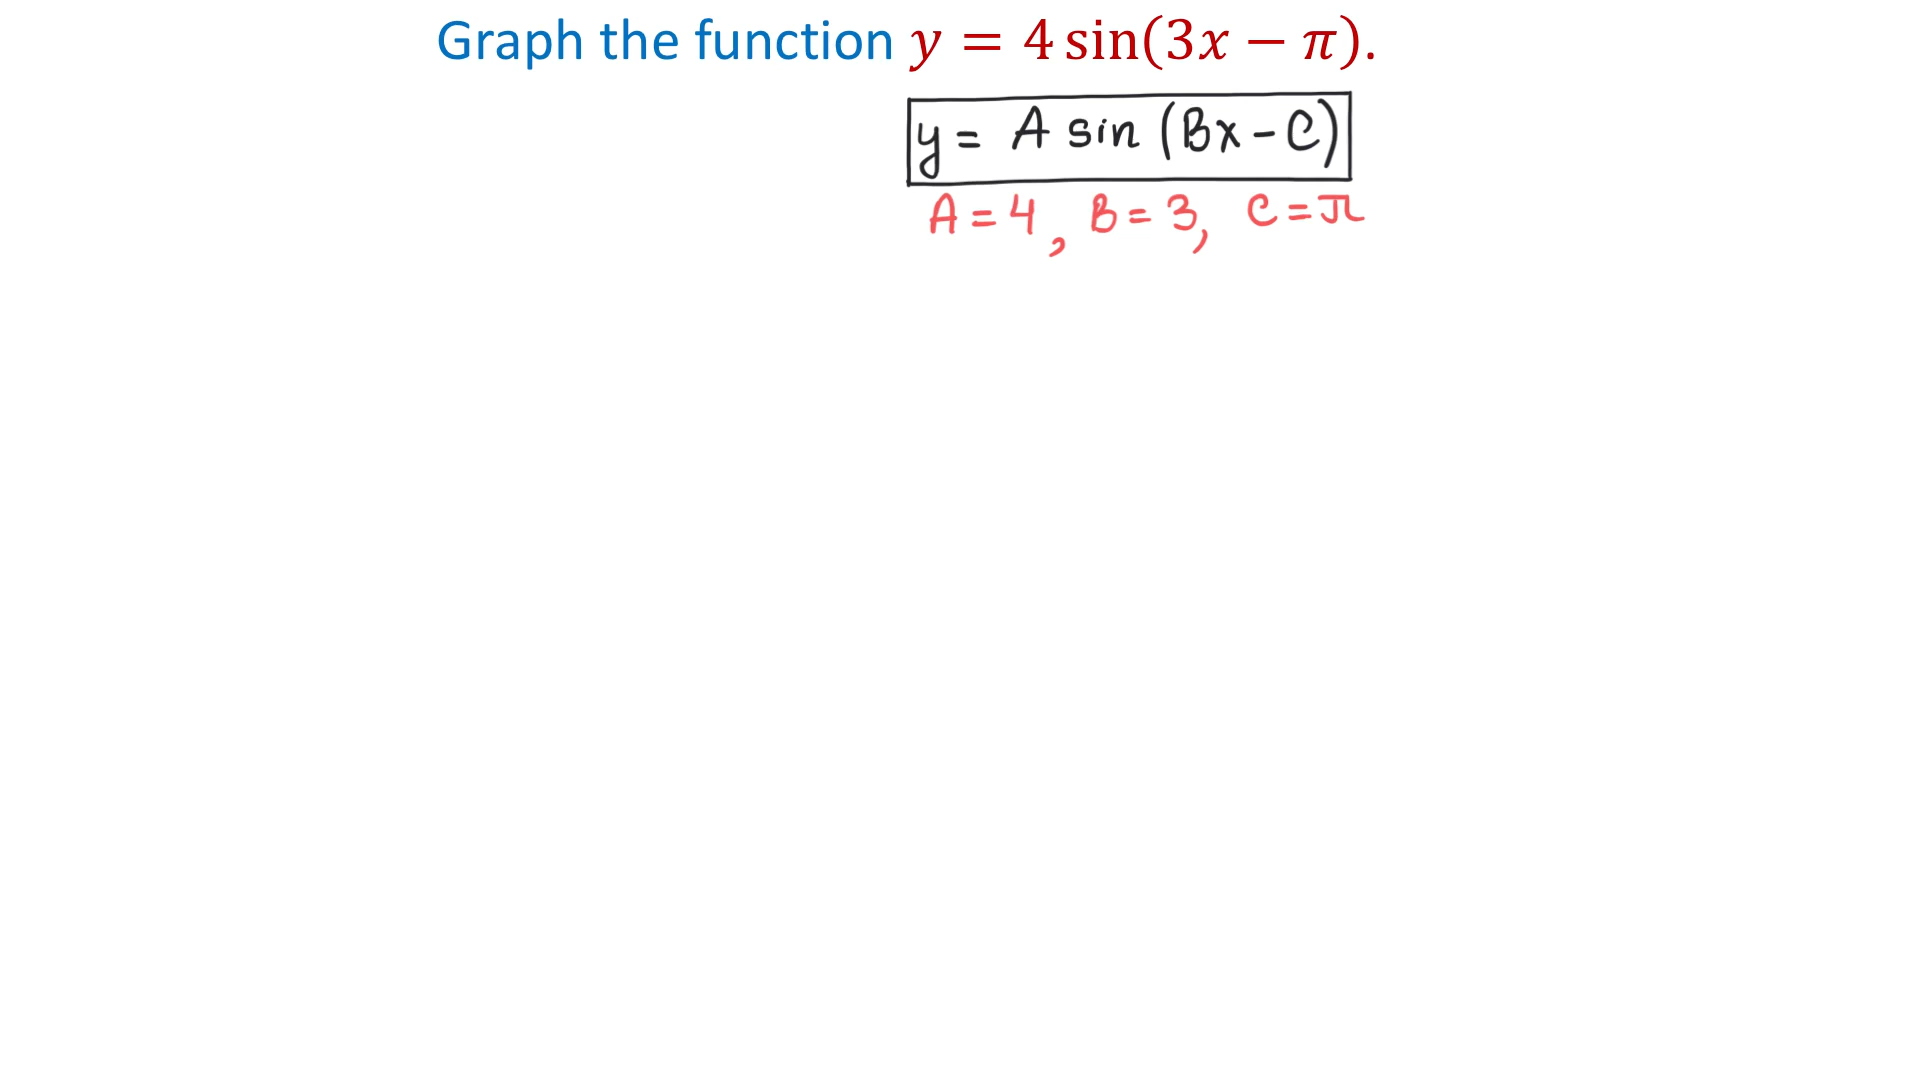 Graph the function y = 4 sin(3x − π).
y = A sin (Bx − C)
A = 4, B = 3, C = π